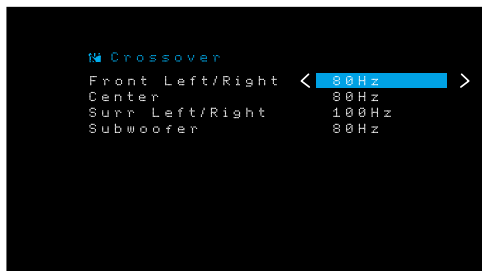 Crossover
Front Left/Right 80Hz
Center 80Hz
Surr Left/Right 100Hz
Subwoofer 80Hz